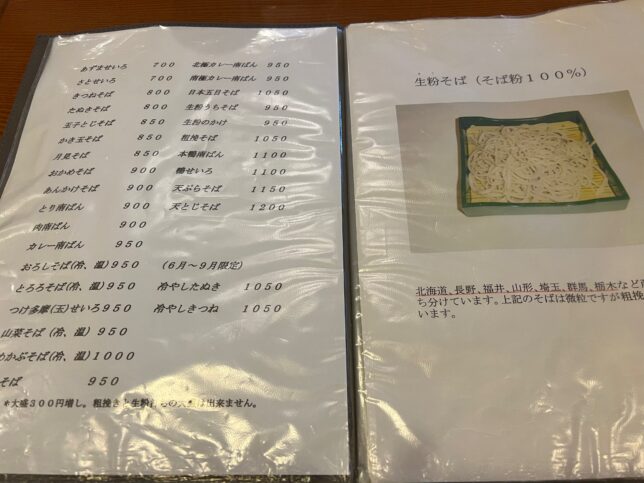 あずませいろ 700 北極カレー南ばん 950
さとせいろ 700 南極カレー南ばん 950
きつねそば 800 日本五目そば 1050
たぬきそば 800 生粉うちそば 950
玉子とじそば 850 生粉のかけ 950
かき玉そば 850 粗挽そば 1050
月見そば 850 本鴨南ばん 1100
おかめそば 900 鴨せいろ 1100
あんかけそば 900 天ぷらそば 1150
とり南ばん 900 天とじそば 1200
肉南ばん 900
カレー南ばん 950
おろしそば(冷、温) 950 (6月〜9月限定)
とろろそば(冷、温) 950 冷やしたぬき 1050
つけ多摩(玉)せいろ 950 冷やしきつね 1050
山菜そば(冷、温) 950
めかぶそば(冷、温) 1000
そば 950
*大盛300円増し。粗挽きと生粉 は出来ません。
生粉そば(そば粉100%)
北海道、長野、福井、山形、埼玉、群馬、栃木など
ち分けています。上記のそばは微粒ですが粗挽
います。